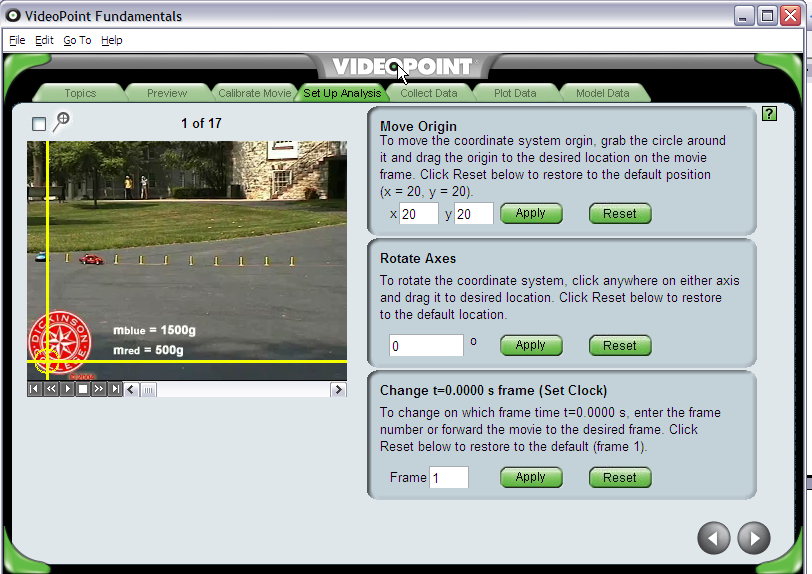 VideoPoint Fundamentals
File Edit Go To Help
VIDEOPOINT
Topics Preview Calibrate Movie Set Up Analysis Collect Data Plot Data Model Data
?
1 of 17
Move Origin
To move the coordinate system orgin, grab the circle around
it and drag the origin to the desired location on the movie
frame. Click Reset below to restore to the default position
(x = 20, y = 20).
x 20 y 20 Apply Reset
Rotate Axes
To rotate the coordinate system, click anywhere on either axis
and drag it to desired location. Click Reset below to restore
to the default location.
0 o Apply Reset
Change t=0.0000 s frame (Set Clock)
To change on which frame time t=0.0000 s, enter the frame
number or forward the movie to the desired frame. Click
Reset below to restore to the default (frame 1).
Frame 1 Apply Reset
DICKINSON
mblue = 1500g
mred = 500g